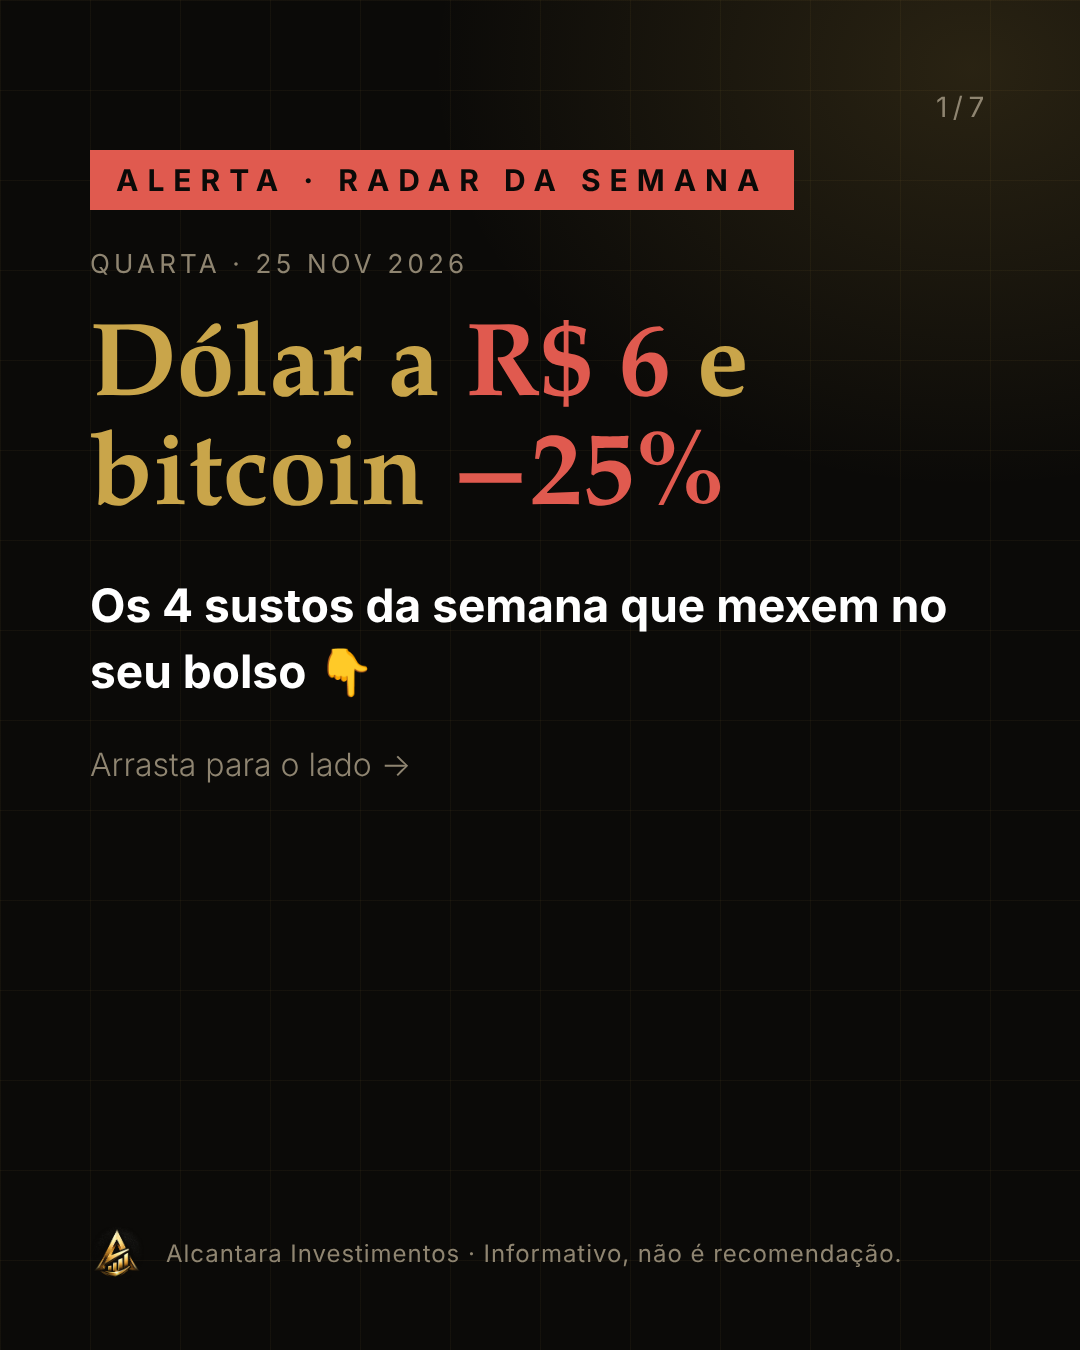 1/7
ALERTA · RADAR DA SEMANA
QUARTA · 25 NOV 2026
Dólar a R$ 6 e
bitcoin −25%
Os 4 sustos da semana que mexem no
seu bolso 👇
Arrasta para o lado →
Alcantara Investimentos · Informativo, não é recomendação.